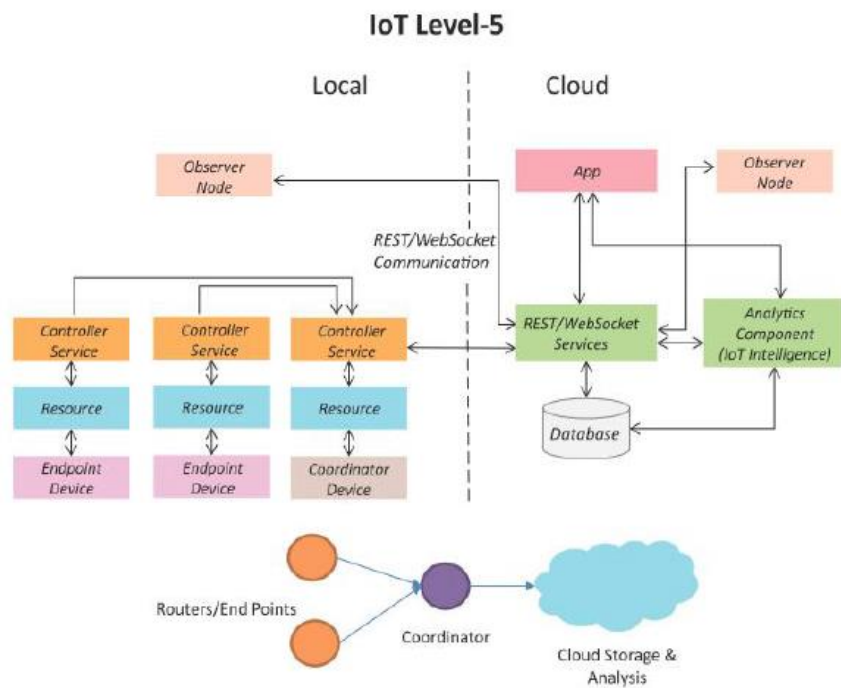 IoT Level-5
Local
Cloud
Observer
Node
App
Observer
Node
REST/WebSocket
Communication
Controller
Service
Controller
Service
Controller
Service
REST/WebSocket
Services
Analytics
Component
(IoT Intelligence)
Resource
Resource
Resource
Database
Endpoint
Device
Endpoint
Device
Coordinator
Device
Routers/End Points
Coordinator
Cloud Storage &
Analysis